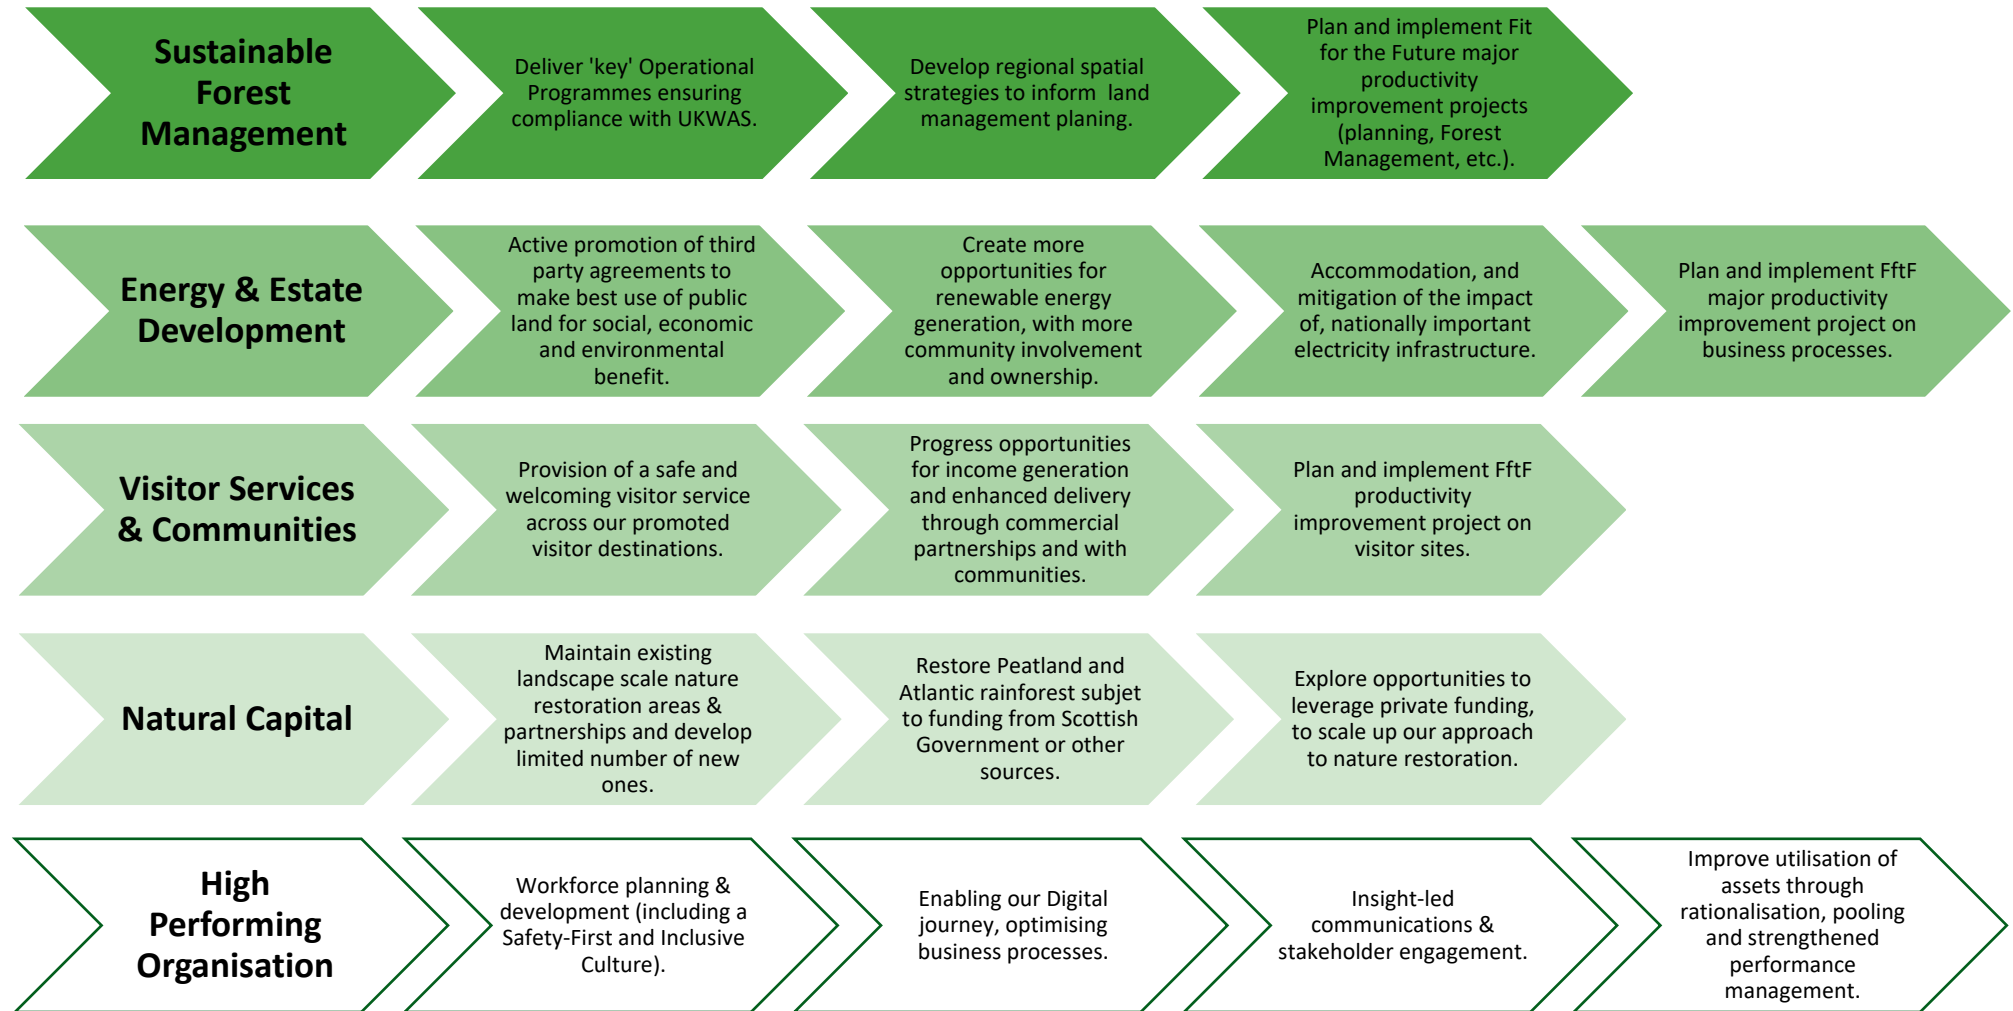 Sustainable
Forest
Management
Deliver 'key' Operational
Programmes ensuring
compliance with UKWAS.
Develop regional spatial
strategies to inform  land
management planing.
Plan and implement Fit
for the Future major
productivity
improvement projects
(planning, Forest
Management, etc.).
Energy & Estate
Development
Active promotion of third
party agreements to
make best use of public
land for social, economic
and environmental
benefit.
Create more
opportunities for
renewable energy
generation, with more
community involvement
and ownership.
Accommodation, and
mitigation of the impact
of, nationally important
electricity infrastructure.
Plan and implement FftF
major productivity
improvement project on
business processes.
Visitor Services
& Communities
Provision of a safe and
welcoming visitor service
across our promoted
visitor destinations.
Progress opportunities
for income generation
and enhanced delivery
through commercial
partnerships and with
communities.
Plan and implement FftF
productivity
improvement project on
visitor sites.
Natural Capital
Maintain existing
landscape scale nature
restoration areas &
partnerships and develop
limited number of new
ones.
Restore Peatland and
Atlantic rainforest subjet
to funding from Scottish
Government or other
sources.
Explore opportunities to
leverage private funding,
to scale up our approach
to nature restoration.
High
Performing
Organisation
Workforce planning &
development (including a
Safety-First and Inclusive
Culture).
Enabling our Digital
journey, optimising
business processes.
Insight-led
communications &
stakeholder engagement.
Improve utilisation of
assets through
rationalisation, pooling
and strengthened
performance
management.